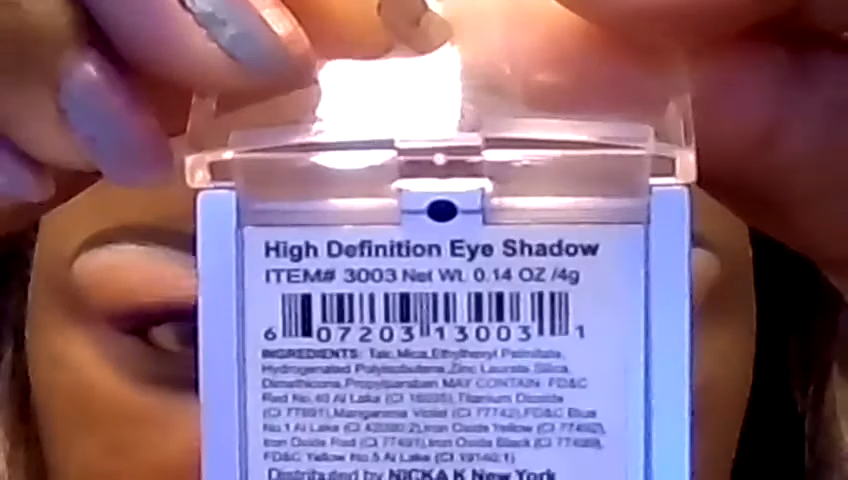 High Definition Eye Shadow
ITEM# 3003 Net Wt. 0.14 OZ /4g
6 07203 13003 1
INGREDIENTS: Talc,Mica,Ethylhexyl Palmitate,
Hydrogenated Polyisobutene,Zinc Laurate,Silica,
Dimethicone,Propylparaben MAY CONTAIN: FD&C
Red No.40 Al Lake (CI 16035),Titanium Dioxide
(CI 77891),Manganese Violet (CI 77742),FD&C Blue
No.1 Al Lake (CI 42090:2),Iron Oxide Yellow (CI 77492),
Iron Oxide Red (CI 77491),Iron Oxide Black (CI 77499),
FD&C Yellow No.5 Al Lake (CI 19140:1)
Distributed by NICKA K New York